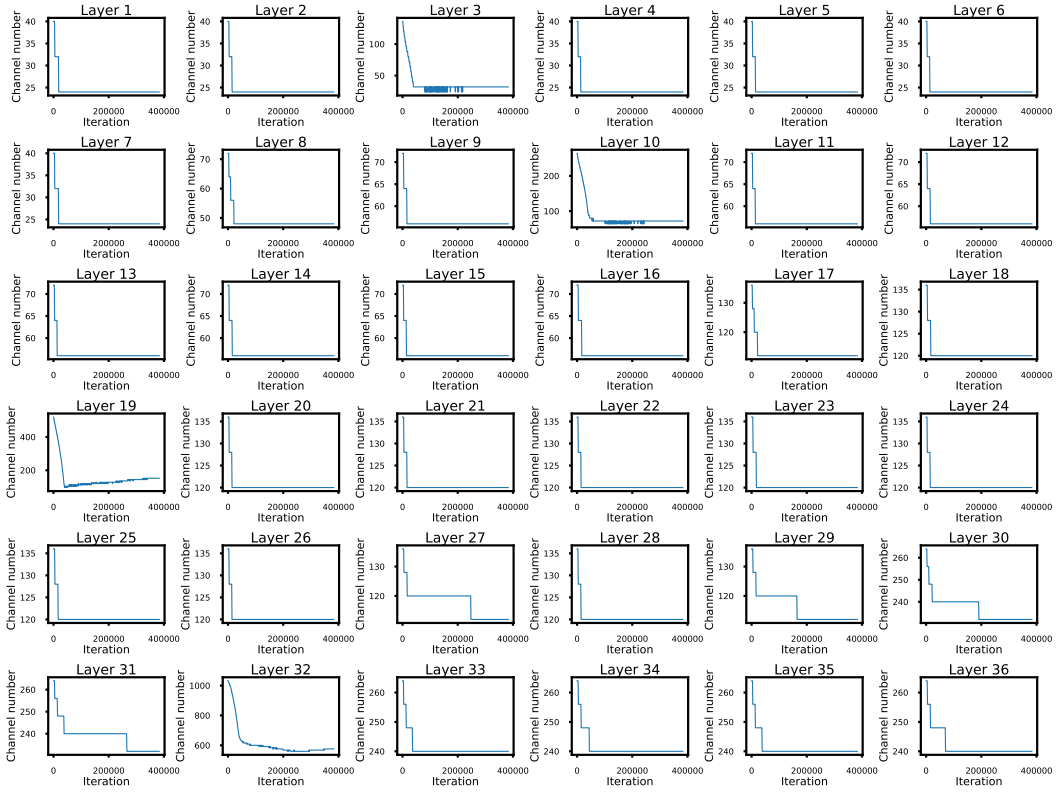 Layer 1 Layer 2 Layer 3 Layer 4 Layer 5 Layer 6
Channel number Channel number Channel number Channel number Channel number Channel number
40 35 30 25 40 35 30 25 100 50 40 35 30 25 40 35 30 25 40 35 30 25
0 200000 400000 0 200000 400000 0 200000 400000 0 200000 400000 0 200000 400000 0 200000 400000
Iteration Iteration Iteration Iteration Iteration Iteration
Layer 7 Layer 8 Layer 9 Layer 10 Layer 11 Layer 12
Channel number Channel number Channel number Channel number Channel number Channel number
40 35 30 25 70 60 50 70 65 60 200 100 70 65 60 70 65 60
0 200000 400000 0 200000 400000 0 200000 400000 0 200000 400000 0 200000 400000 0 200000 400000
Iteration Iteration Iteration Iteration Iteration Iteration
Layer 13 Layer 14 Layer 15 Layer 16 Layer 17 Layer 18
Channel number Channel number Channel number Channel number Channel number Channel number
70 65 60 70 65 60 70 65 60 70 65 60 130 120 135 130 125 120
0 200000 400000 0 200000 400000 0 200000 400000 0 200000 400000 0 200000 400000 0 200000 400000
Iteration Iteration Iteration Iteration Iteration Iteration
Layer 19 Layer 20 Layer 21 Layer 22 Layer 23 Layer 24
Channel number Channel number Channel number Channel number Channel number Channel number
400 200 135 130 125 120 135 130 125 120 135 130 125 120 135 130 125 120 135 130 125 120
0 200000 400000 0 200000 400000 0 200000 400000 0 200000 400000 0 200000 400000 0 200000 400000
Iteration Iteration Iteration Iteration Iteration Iteration
Layer 25 Layer 26 Layer 27 Layer 28 Layer 29 Layer 30
Channel number Channel number Channel number Channel number Channel number Channel number
135 130 125 120 135 130 125 120 130 120 135 130 125 120 130 120 260 250 240
0 200000 400000 0 200000 400000 0 200000 400000 0 200000 400000 0 200000 400000 0 200000 400000
Iteration Iteration Iteration Iteration Iteration Iteration
Layer 31 Layer 32 Layer 33 Layer 34 Layer 35 Layer 36
Channel number Channel number Channel number Channel number Channel number Channel number
260 250 240 1000 800 600 260 250 240 260 250 240 260 250 240 260 250 240
0 200000 400000 0 200000 400000 0 200000 400000 0 200000 400000 0 200000 400000 0 200000 400000
Iteration Iteration Iteration Iteration Iteration Iteration